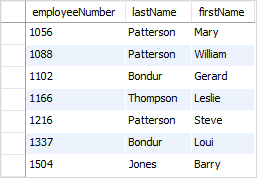 employeeNumber lastName firstName
1056 Patterson Mary
1088 Patterson William
1102 Bondur Gerard
1166 Thompson Leslie
1216 Patterson Steve
1337 Bondur Loui
1504 Jones Barry